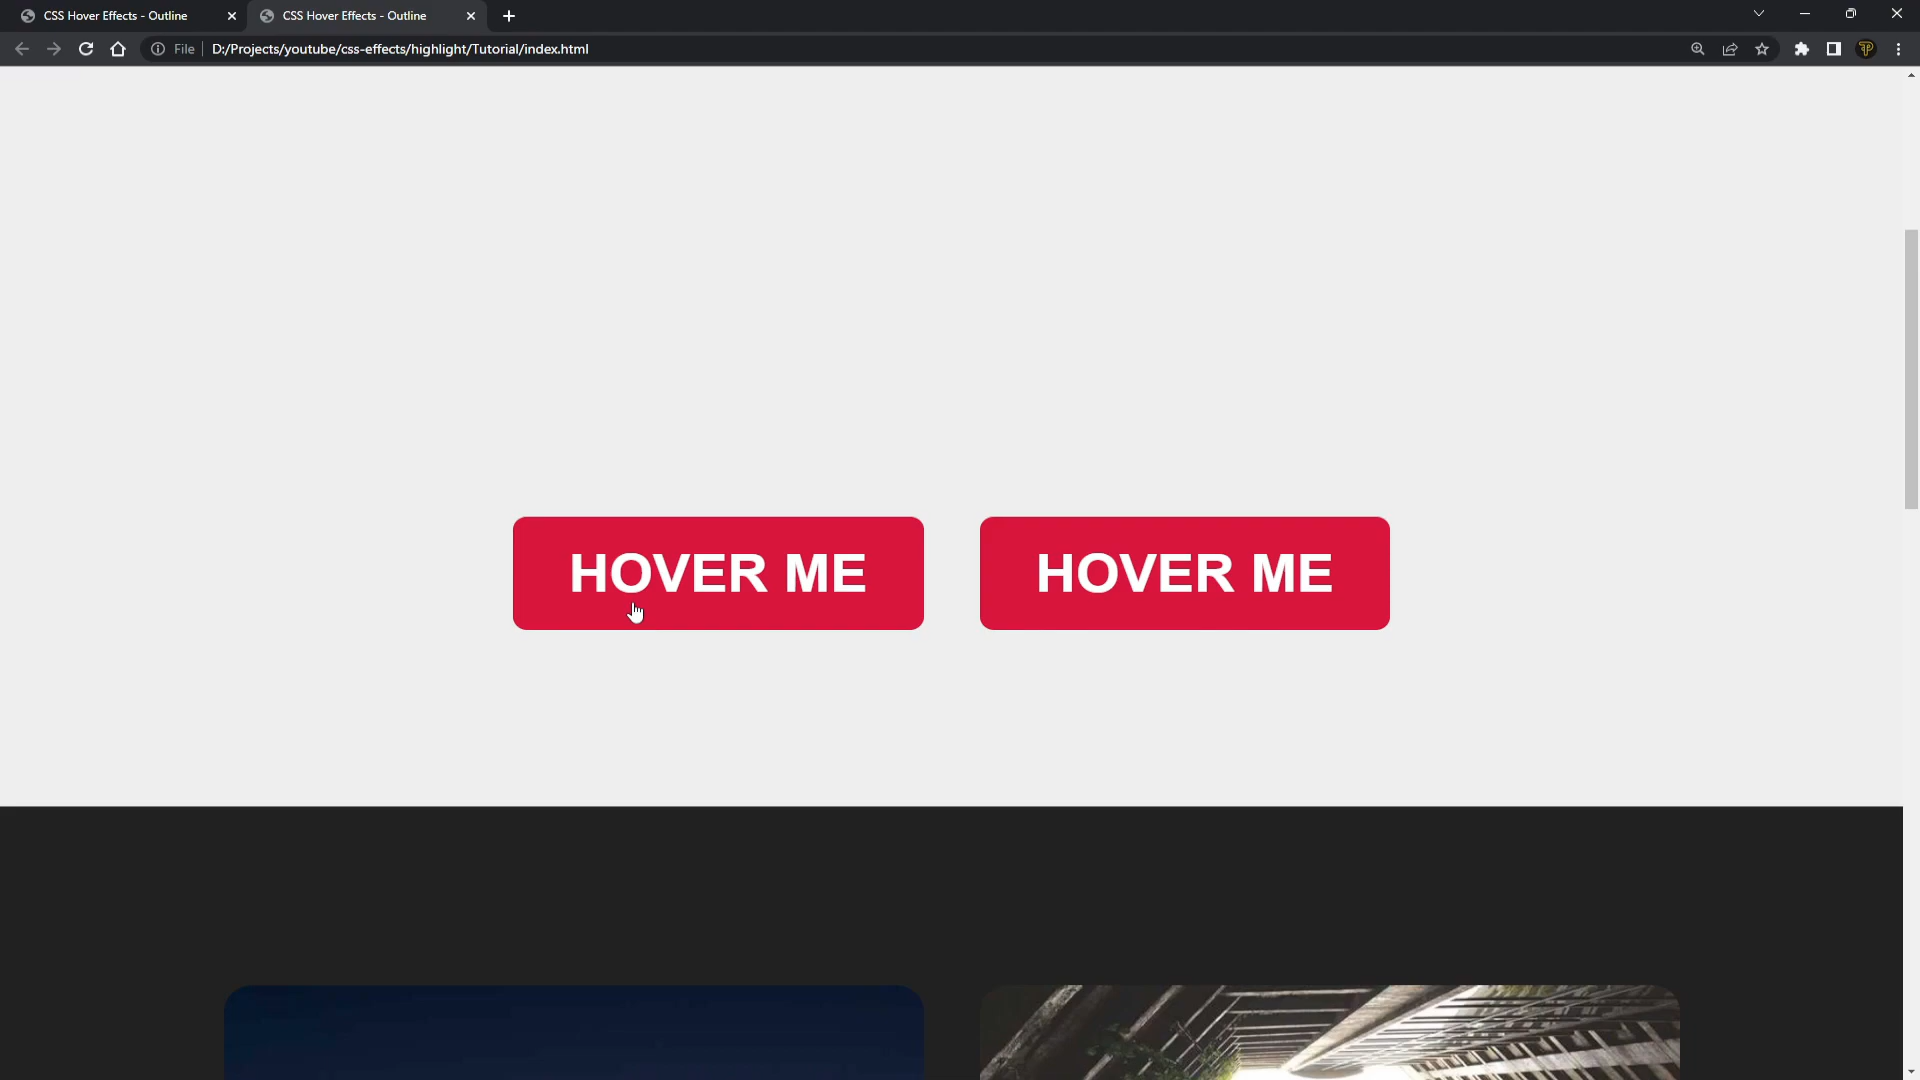 CSS Hover Effects - Outline
CSS Hover Effects - Outline
File
D:/Projects/youtube/css-effects/highlight/Tutorial/index.html
HOVER ME
HOVER ME